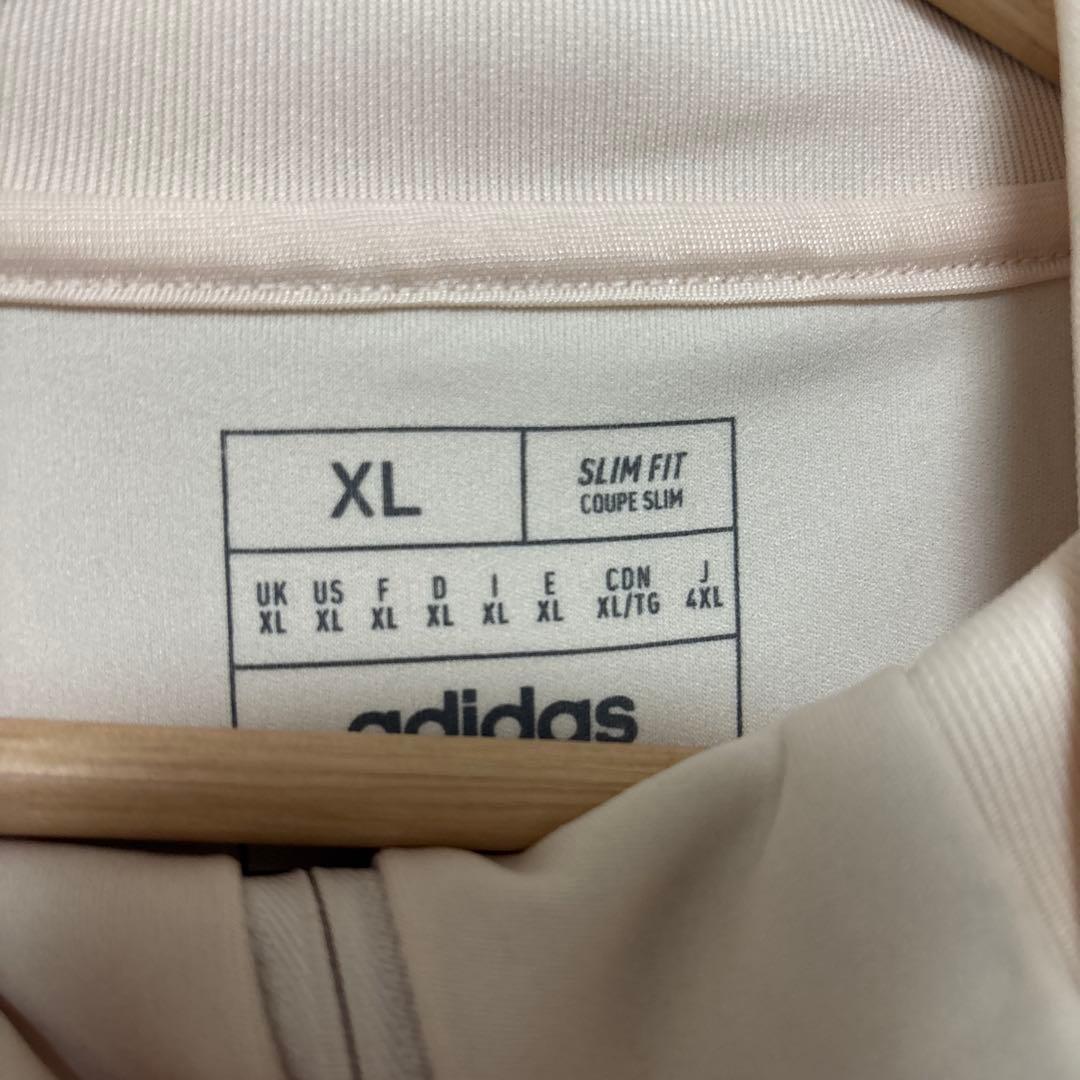 XL
SLIM FIT
COUPE SLIM
UK US F D I E CDN J
XL XL XL XL XL XL XL/TG 4XL
adidas